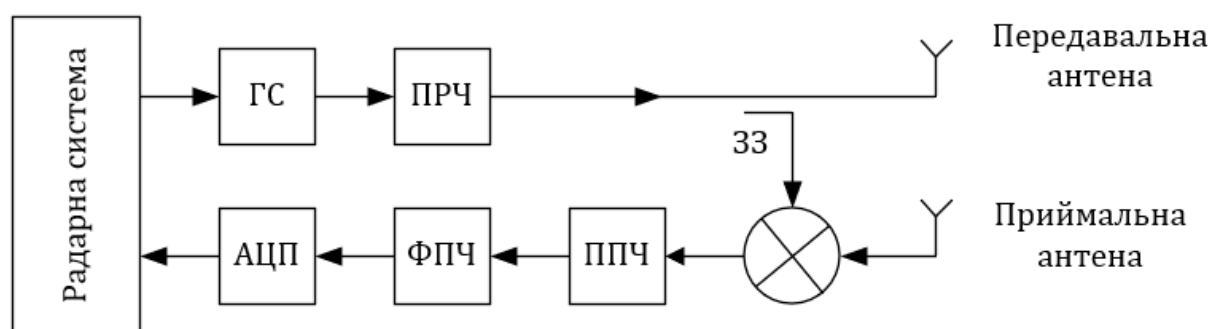 Радарна система
ГС
ПРЧ
Передавальна
антена
ЗЗ
АЦП
ФПЧ
ППЧ
Приймальна
антена